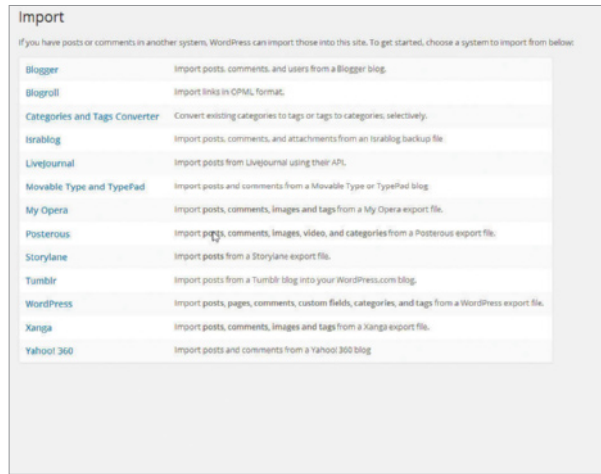 Import
If you have posts or comments in another system, WordPress can import those into this site. To get started, choose a system to import from below:
Blogger Import posts, comments, and users from a Blogger blog.
Blogroll Import links in OPML format.
Categories and Tags Converter Convert existing categories to tags or tags to categories, selectively.
Israblog Import posts, comments, and attachments from an Israblog backup file
LiveJournal Import posts from LiveJournal using their API.
Movable Type and TypePad Import posts and comments from a Movable Type or TypePad blog
My Opera Import posts, comments, images and tags from a My Opera export file.
Posterous Import posts, comments, images, video, and categories from a Posterous export file.
Storylane Import posts from a Storylane export file.
Tumblr Import posts from a Tumblr blog into your WordPress.com blog.
WordPress Import posts, pages, comments, custom fields, categories, and tags from a WordPress export file.
Xanga Import posts, comments, images and tags from a Xanga export file.
Yahoo! 360 Import posts and comments from a Yahoo! 360 blog